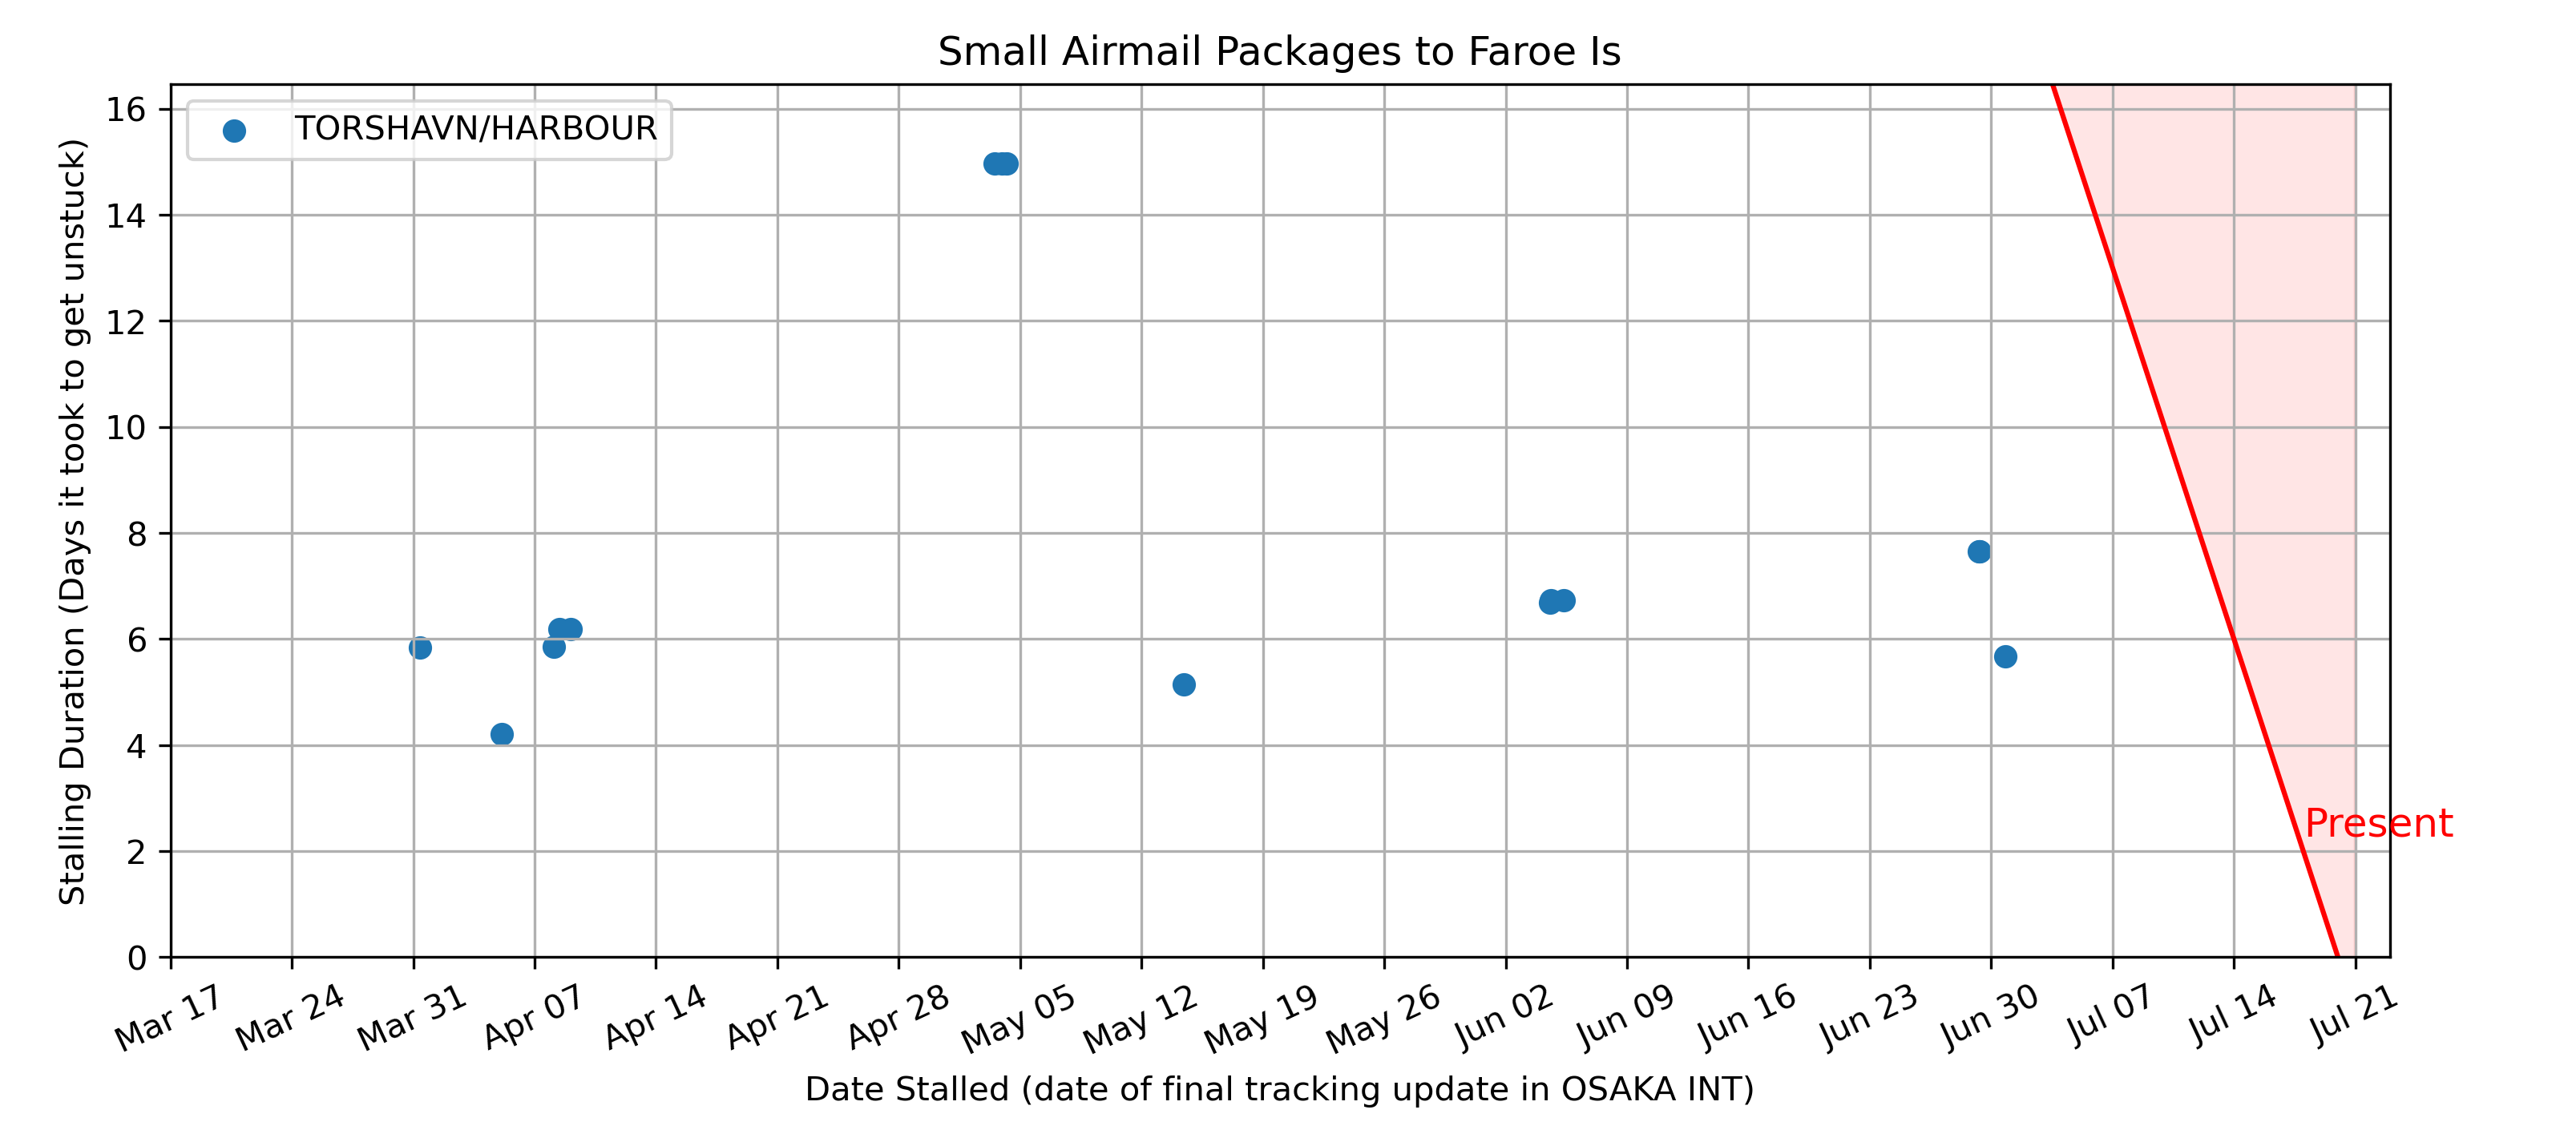 Small Airmail Packages to Faroe Is
TORSHAVN/HARBOUR
Stalling Duration (Days it took to get unstuck)
16
14
12
10
8
6
4
2
0
Present
Mar 17
Mar 24
Mar 31
Apr 07
Apr 14
Apr 21
Apr 28
May 05
May 12
May 19
May 26
Jun 02
Jun 09
Jun 16
Jun 23
Jun 30
Jul 07
Jul 14
Jul 21
Date Stalled (date of final tracking update in OSAKA INT)